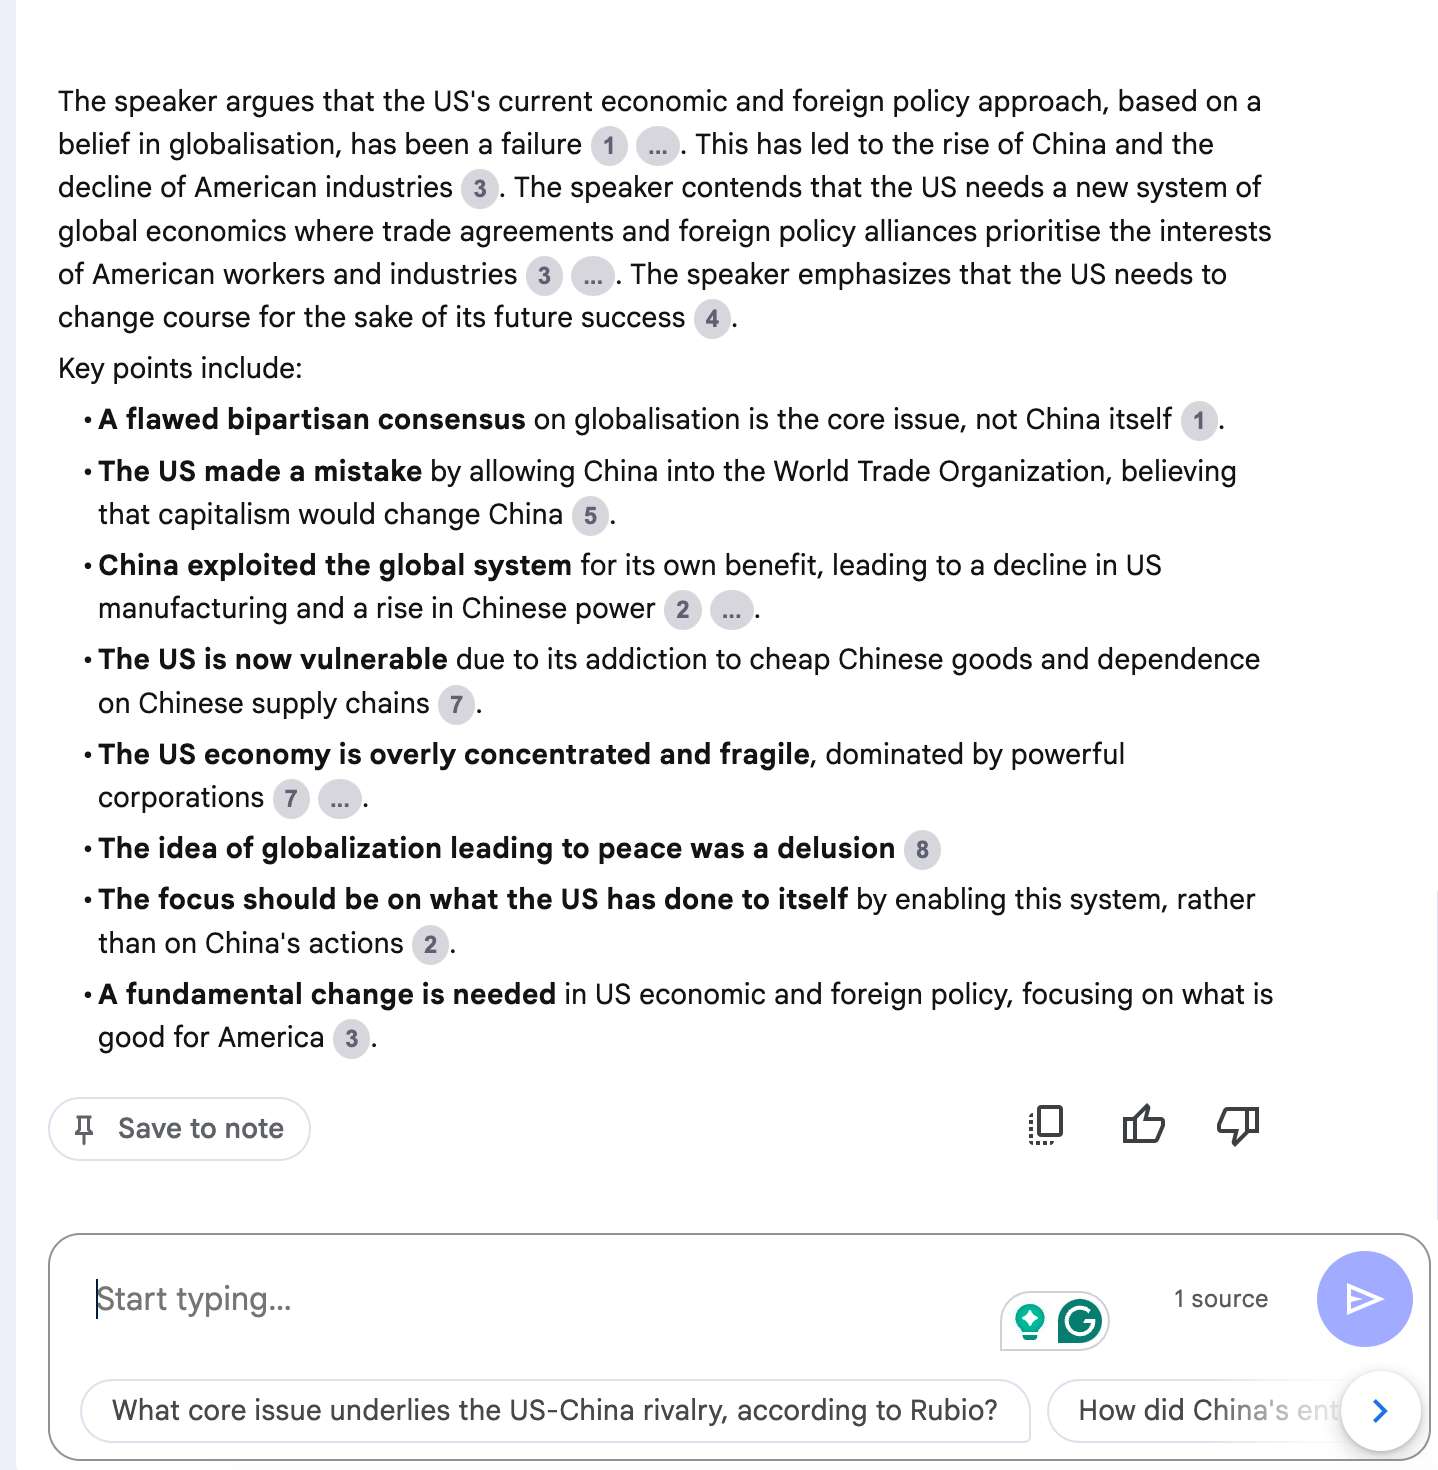 The speaker argues that the US's current economic and foreign policy approach, based on a
belief in globalisation, has been a failure 1 ... . This has led to the rise of China and the
decline of American industries 3 . The speaker contends that the US needs a new system of
global economics where trade agreements and foreign policy alliances prioritise the interests
of American workers and industries 3 ... . The speaker emphasizes that the US needs to
change course for the sake of its future success 4 .
Key points include:
• A flawed bipartisan consensus on globalisation is the core issue, not China itself 1 .
• The US made a mistake by allowing China into the World Trade Organization, believing
that capitalism would change China 5 .
• China exploited the global system for its own benefit, leading to a decline in US
manufacturing and a rise in Chinese power 2 ... .
• The US is now vulnerable due to its addiction to cheap Chinese goods and dependence
on Chinese supply chains 7 .
• The US economy is overly concentrated and fragile, dominated by powerful
corporations 7 ... .
• The idea of globalization leading to peace was a delusion 8
• The focus should be on what the US has done to itself by enabling this system, rather
than on China's actions 2 .
• A fundamental change is needed in US economic and foreign policy, focusing on what is
good for America 3 .
Save to note
Start typing...
1 source
What core issue underlies the US-China rivalry, according to Rubio?
How did China's ent